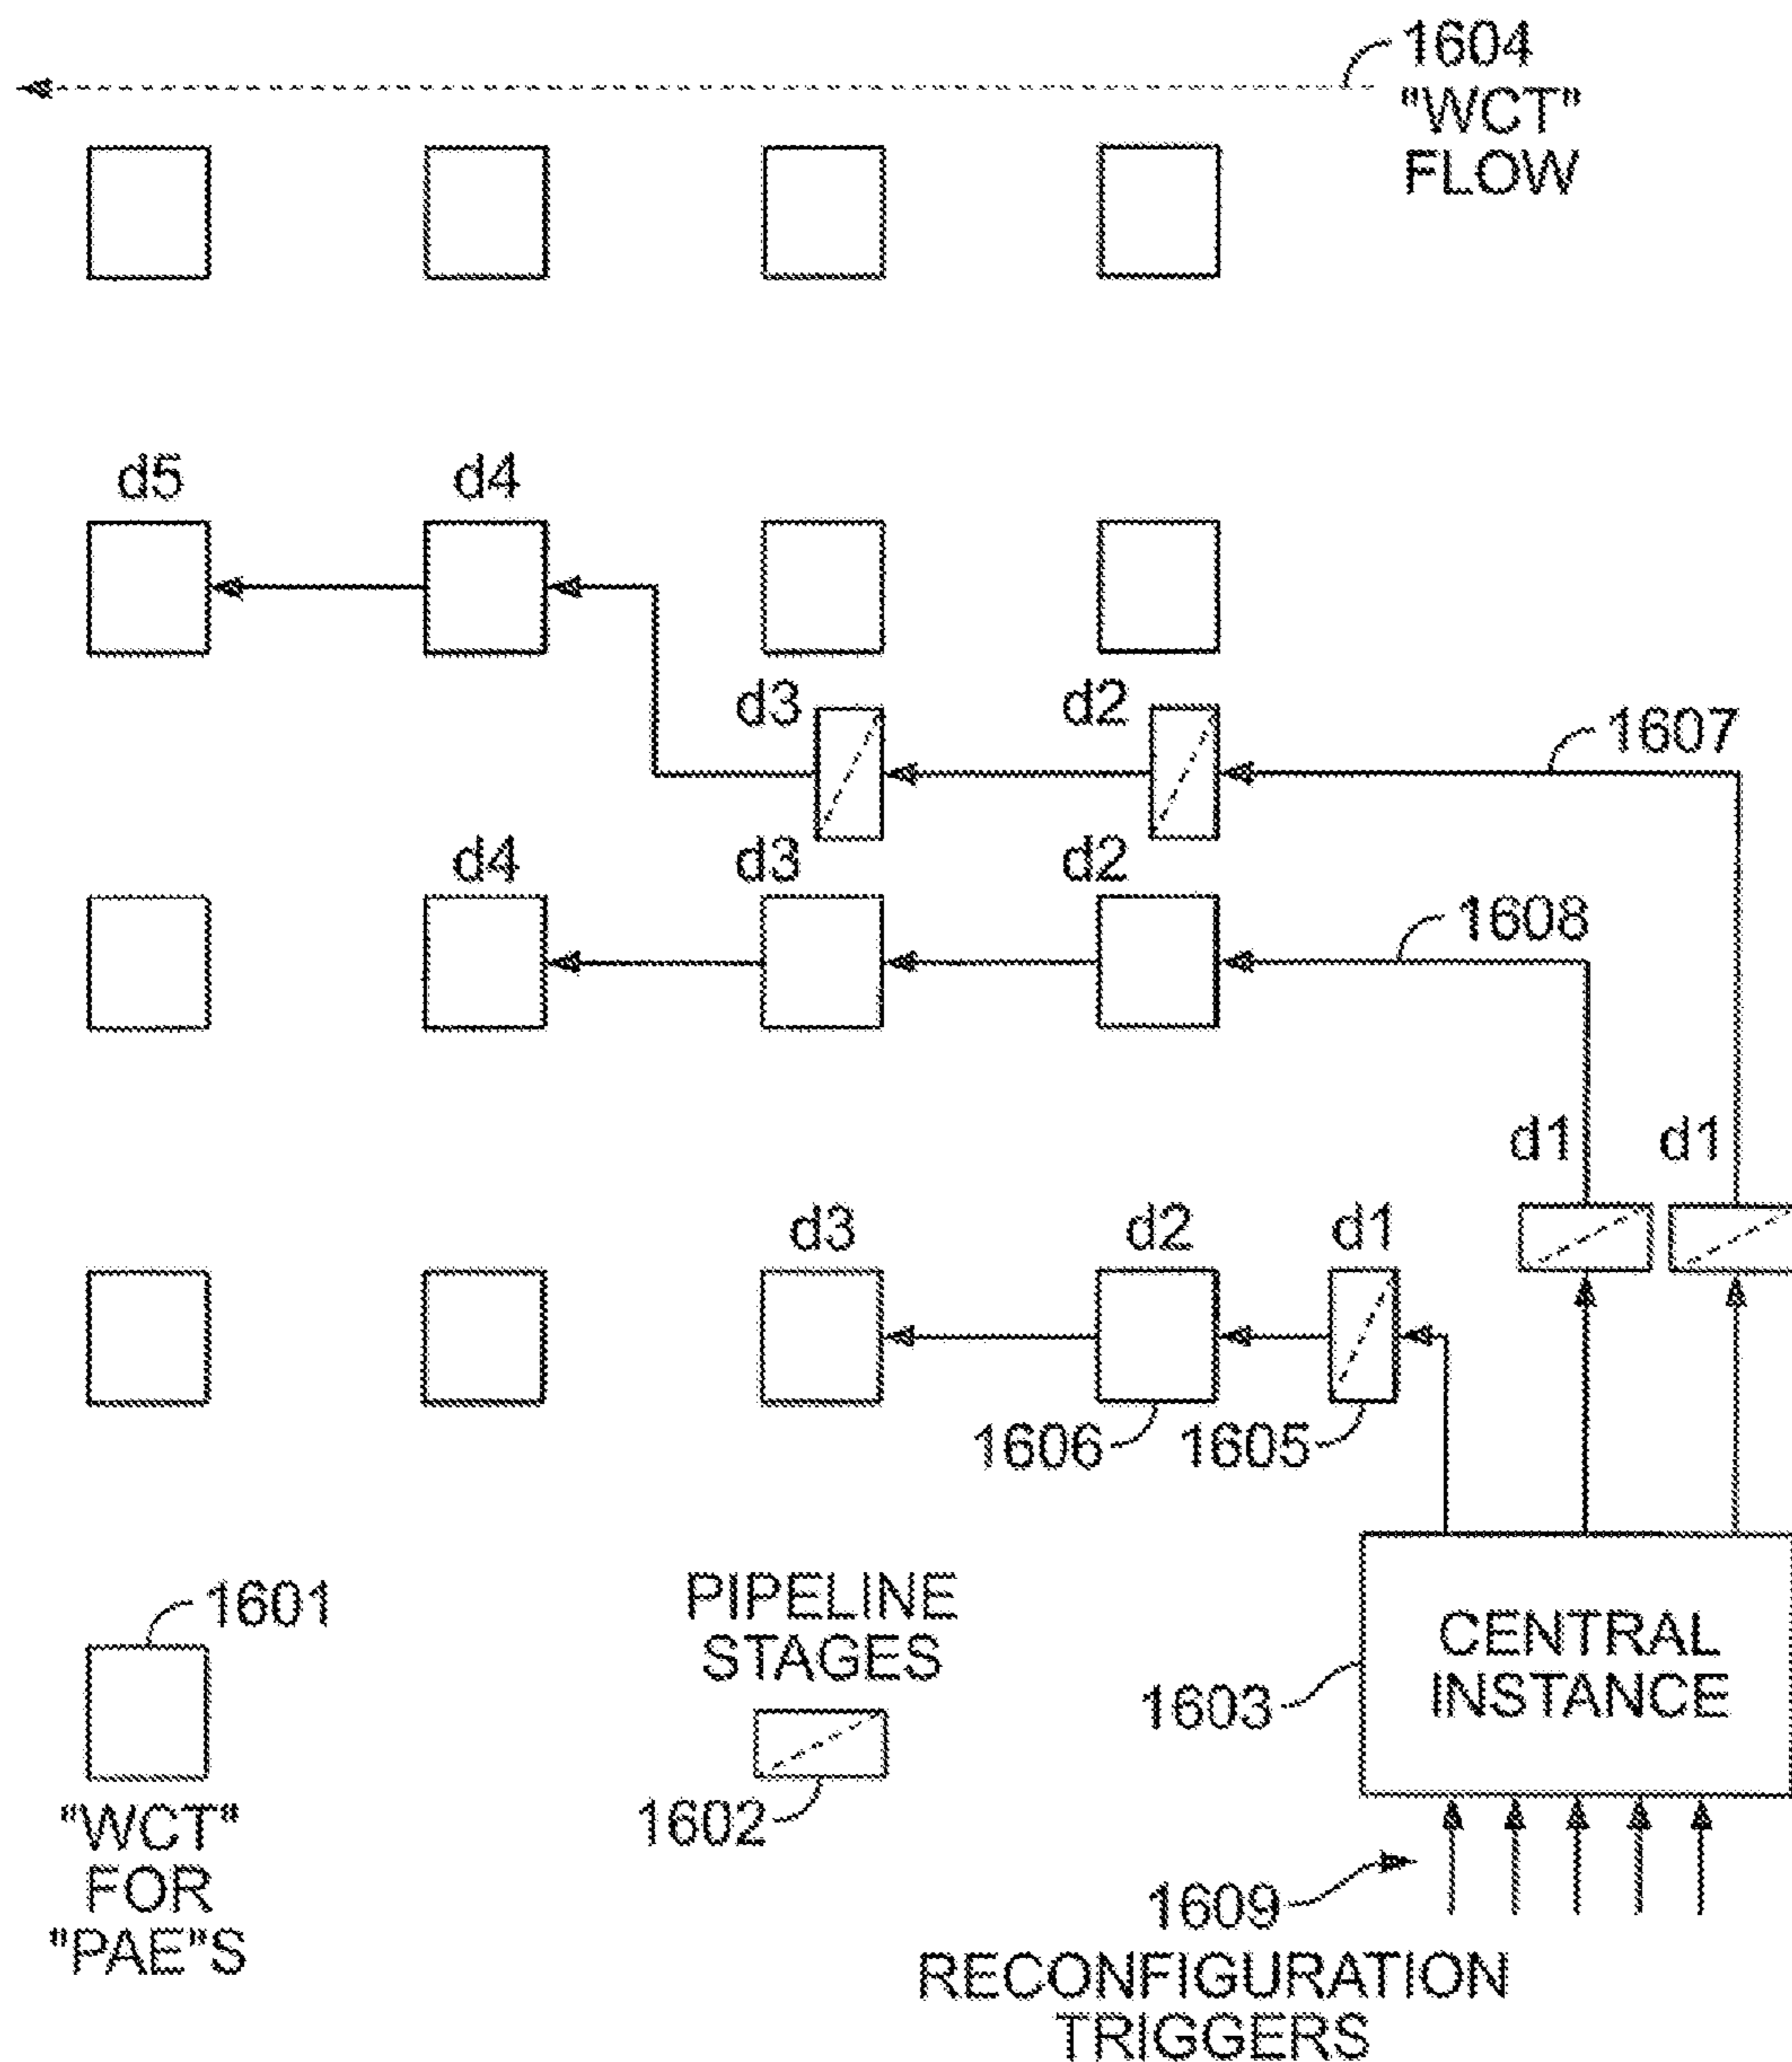 1604
"WCT"
FLOW
d5
d4
d3
d2
1607
d4
d3
d2
1608
d1
d1
d3
d2
d1
1606
1605
1601
"WCT"
FOR
"PAE"S
PIPELINE
STAGES
1602
CENTRAL
INSTANCE
1603
1609
RECONFIGURATION
TRIGGERS